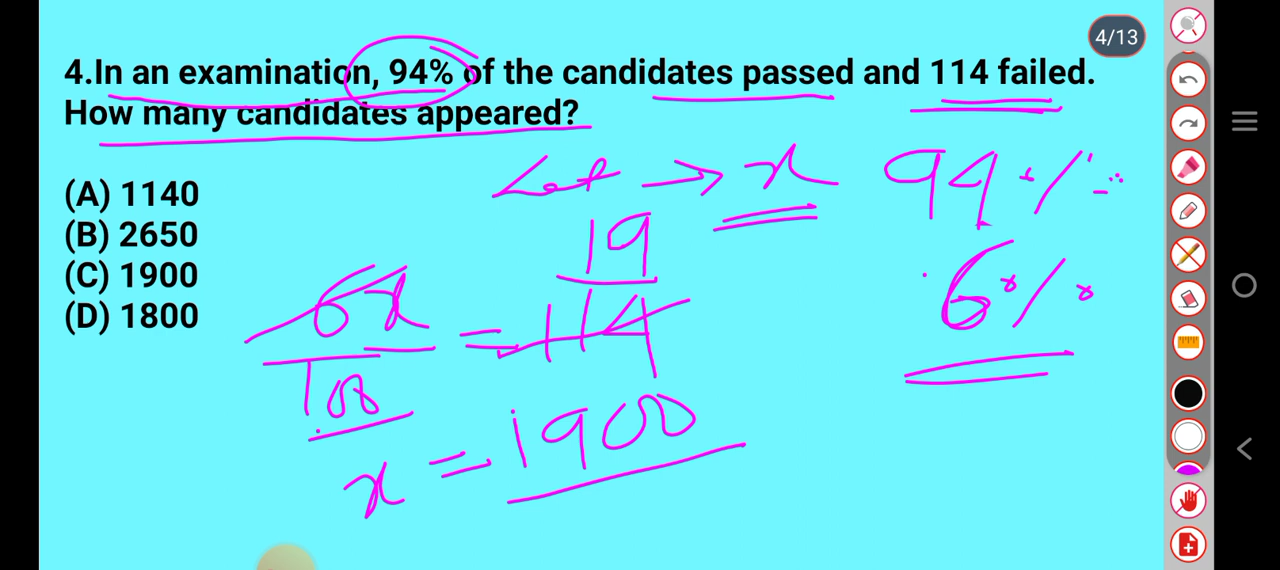 4/13
4.In an examination, 94% of the candidates passed and 114 failed.
How many candidates appeared?
(A) 1140
(B) 2650
(C) 1900
(D) 1800
Let → x 94%
6%
19
6x/100 = 114
x = 1900